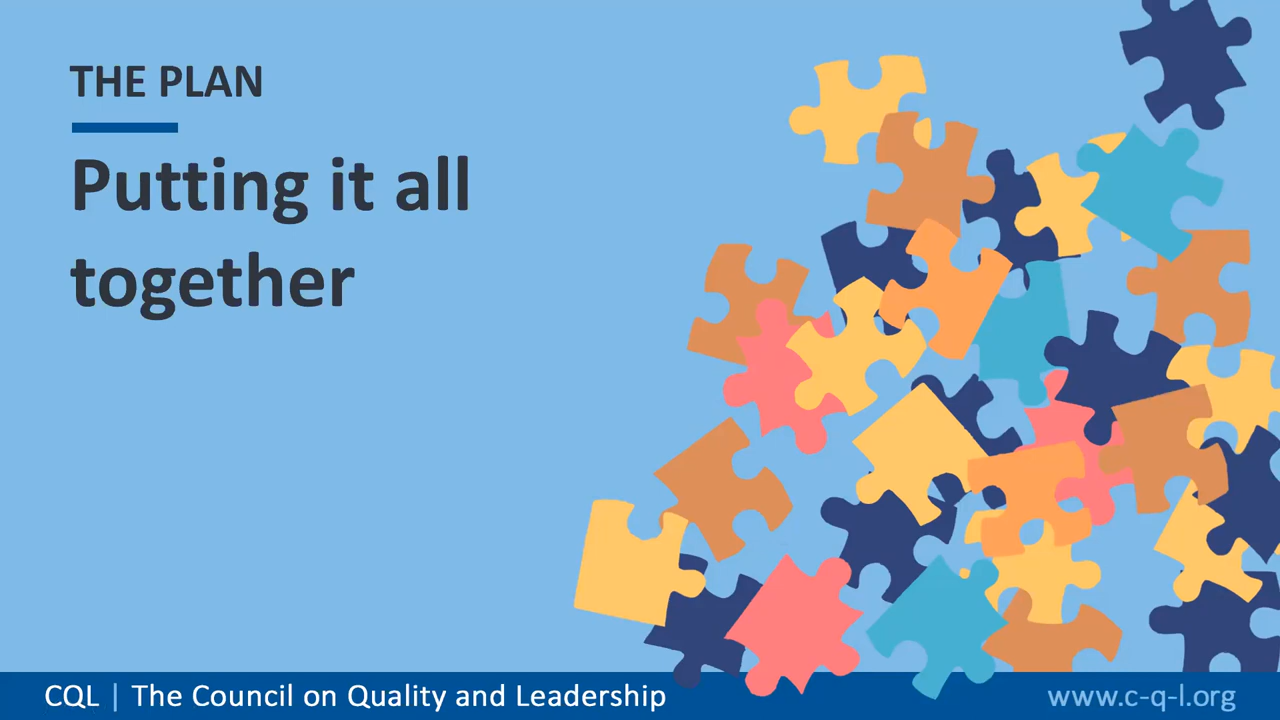 THE PLAN
Putting it all
together
CQL | The Council on Quality and Leadership
www.c-q-l.org